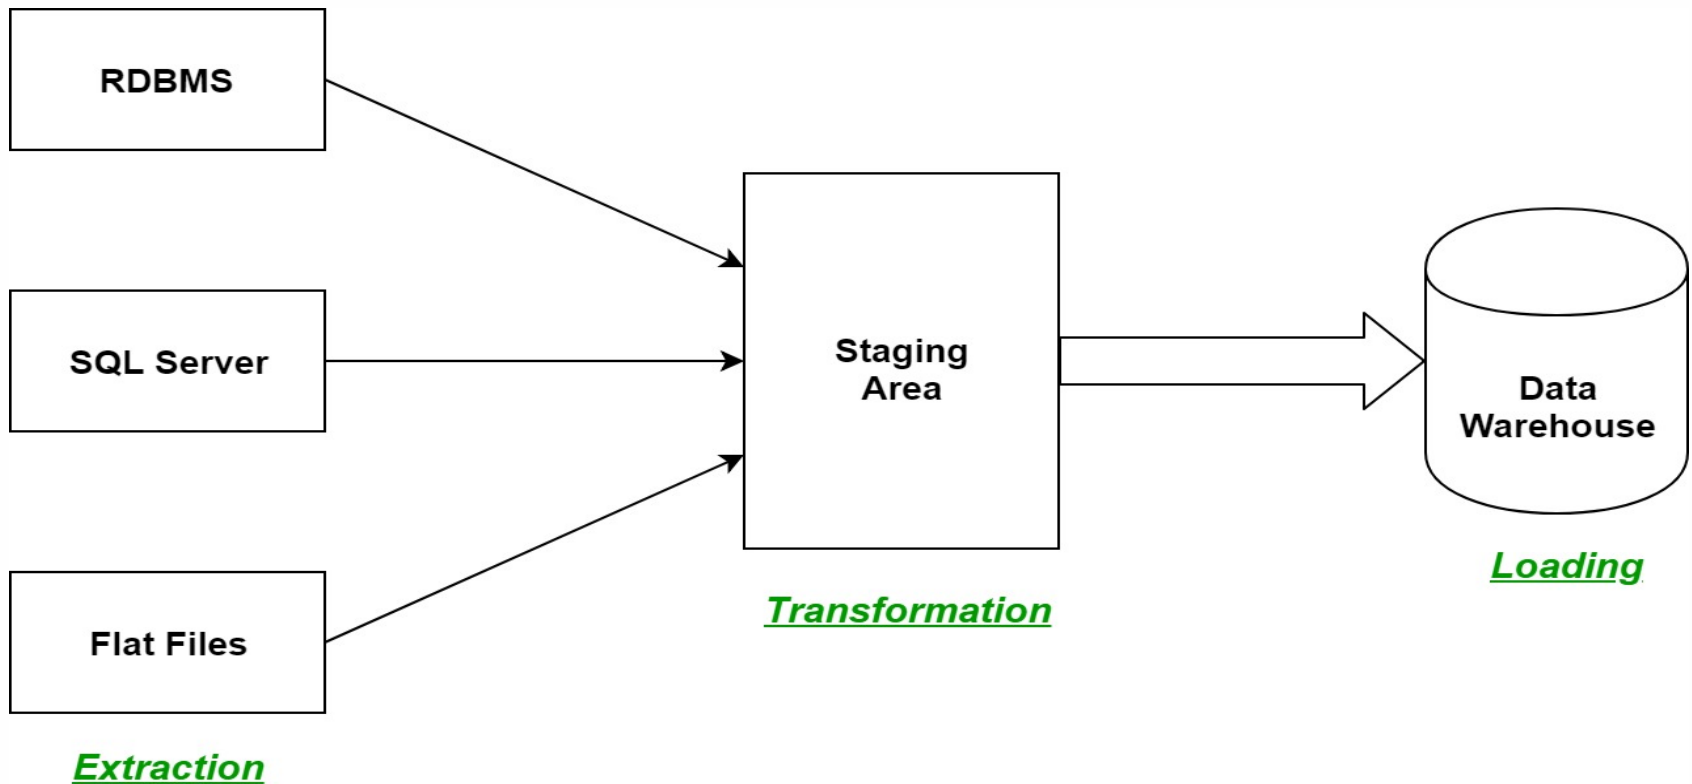 RDBMS
SQL Server
Flat Files
Extraction
Staging
Area
Transformation
Data
Warehouse
Loading